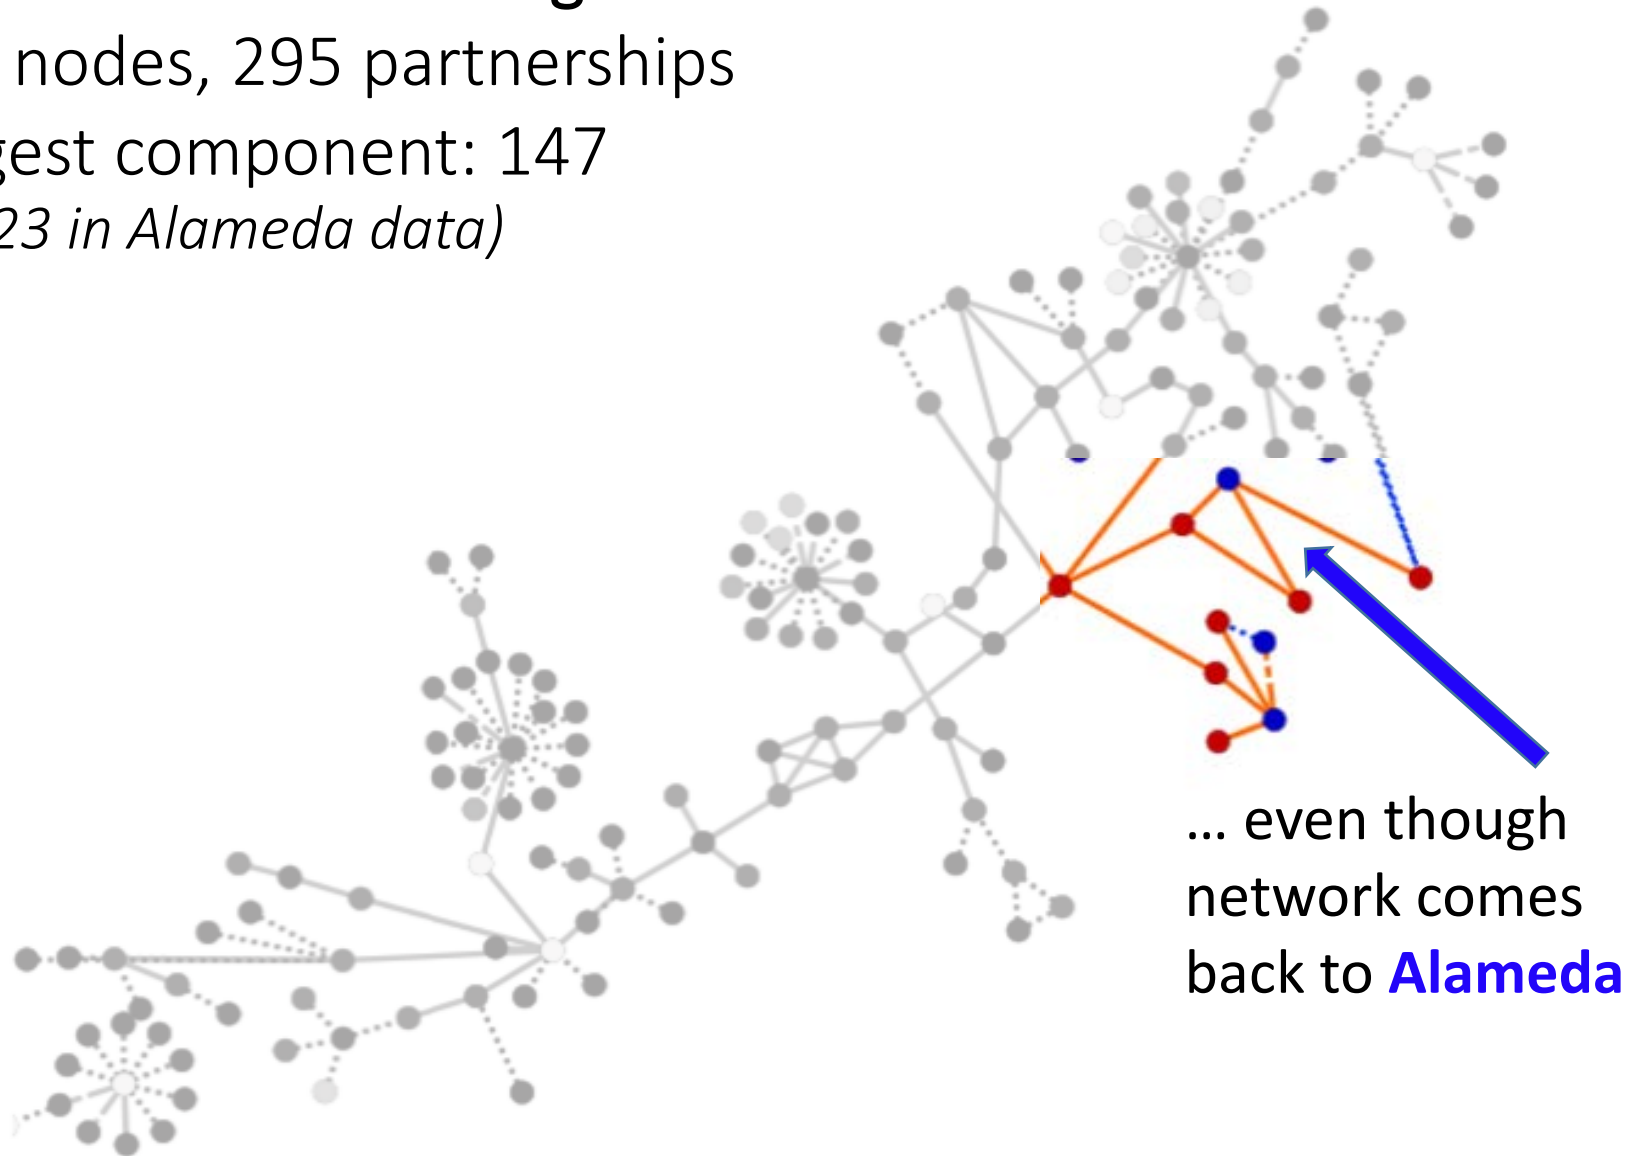 nodes, 295 partnerships
gest component: 147
23 in Alameda data)
... even though
network comes
back to Alameda